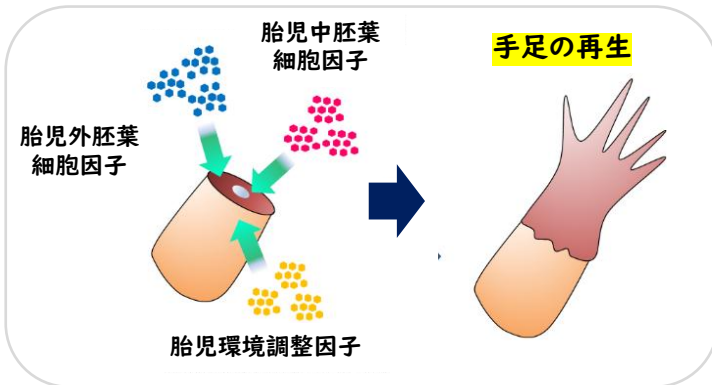 胎児中胚葉
細胞因子
手足の再生
胎児外胚葉
細胞因子
胎児環境調整因子